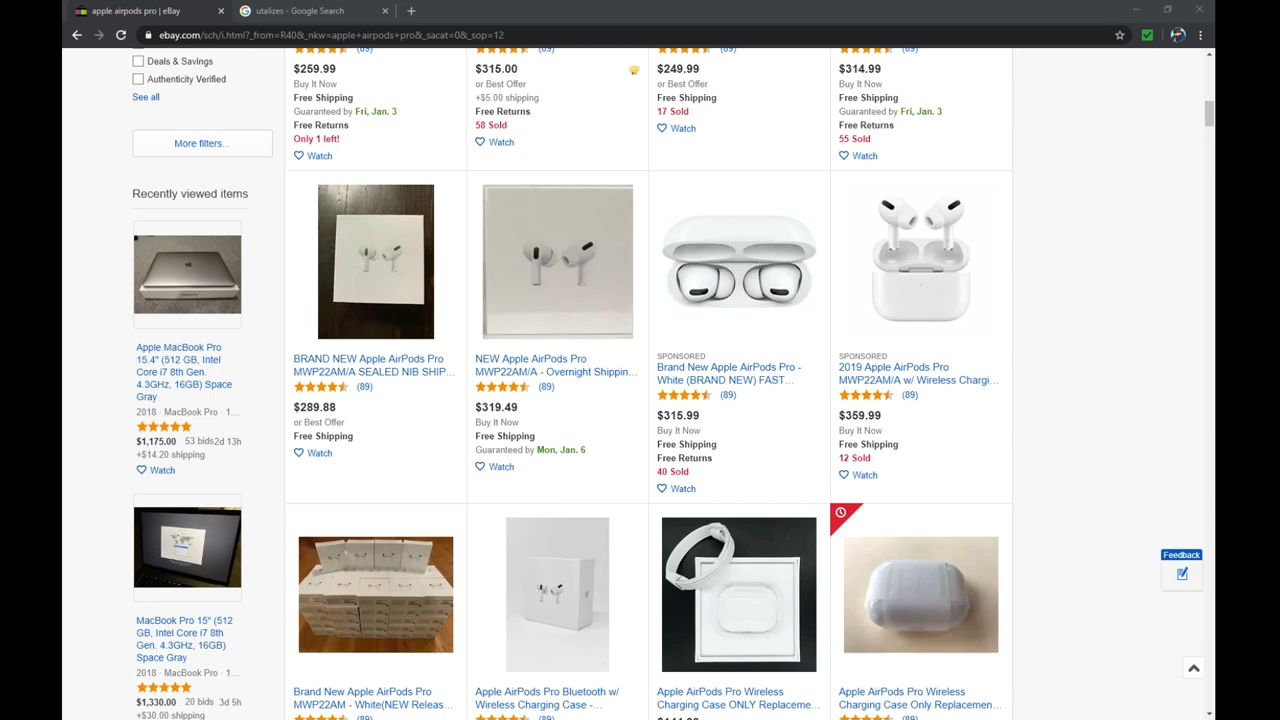 apple airpods pro | eBay
utalizes - Google Search
ebay.com/sch/i.html?_from=R40&_nkw=apple+airpods+pro&_sacat=0&_sop=12
Deals & Savings
Authenticity Verified
See all
More filters...
Recently viewed items
Apple MacBook Pro
15.4" (512 GB, Intel
Core i7 8th Gen.
4.3GHz, 16GB) Space
Gray
2018 · MacBook Pro · 1...
$1,175.00 53 bids 2d 13h
+$14.20 shipping
Watch
MacBook Pro 15" (512
GB, Intel Core i7 8th
Gen. 4.3GHz, 16GB)
Space Gray
2018 · MacBook Pro · 1...
$1,330.00 20 bids 3d 5h
+$30.00 shipping
(89)
$259.99
Buy It Now
Free Shipping
Guaranteed by Fri, Jan. 3
Free Returns
Only 1 left!
Watch
(89)
$315.00
or Best Offer
+$5.00 shipping
Free Returns
58 Sold
Watch
(89)
$249.99
or Best Offer
Free Shipping
17 Sold
Watch
(89)
$314.99
Buy It Now
Free Shipping
Guaranteed by Fri, Jan. 3
Free Returns
55 Sold
Watch
BRAND NEW Apple AirPods Pro
MWP22AM/A SEALED NIB SHIP...
(89)
$289.88
or Best Offer
Free Shipping
Watch
NEW Apple AirPods Pro
MWP22AM/A - Overnight Shippin...
(89)
$319.49
Buy It Now
Free Shipping
Guaranteed by Mon, Jan. 6
Watch
SPONSORED
Brand New Apple AirPods Pro -
White (BRAND NEW) FAST...
(89)
$315.99
Buy It Now
Free Shipping
Free Returns
40 Sold
Watch
SPONSORED
2019 Apple AirPods Pro
MWP22AM/A w/ Wireless Chargi...
(89)
$359.99
Buy It Now
Free Shipping
12 Sold
Watch
Brand New Apple AirPods Pro
MWP22AM - White(NEW Releas...
(89)
Apple AirPods Pro Bluetooth w/
Wireless Charging Case -...
(89)
Apple AirPods Pro Wireless
Charging Case ONLY Replaceme...
Apple AirPods Pro Wireless
Charging Case Only Replacemen...
(89)
Feedback